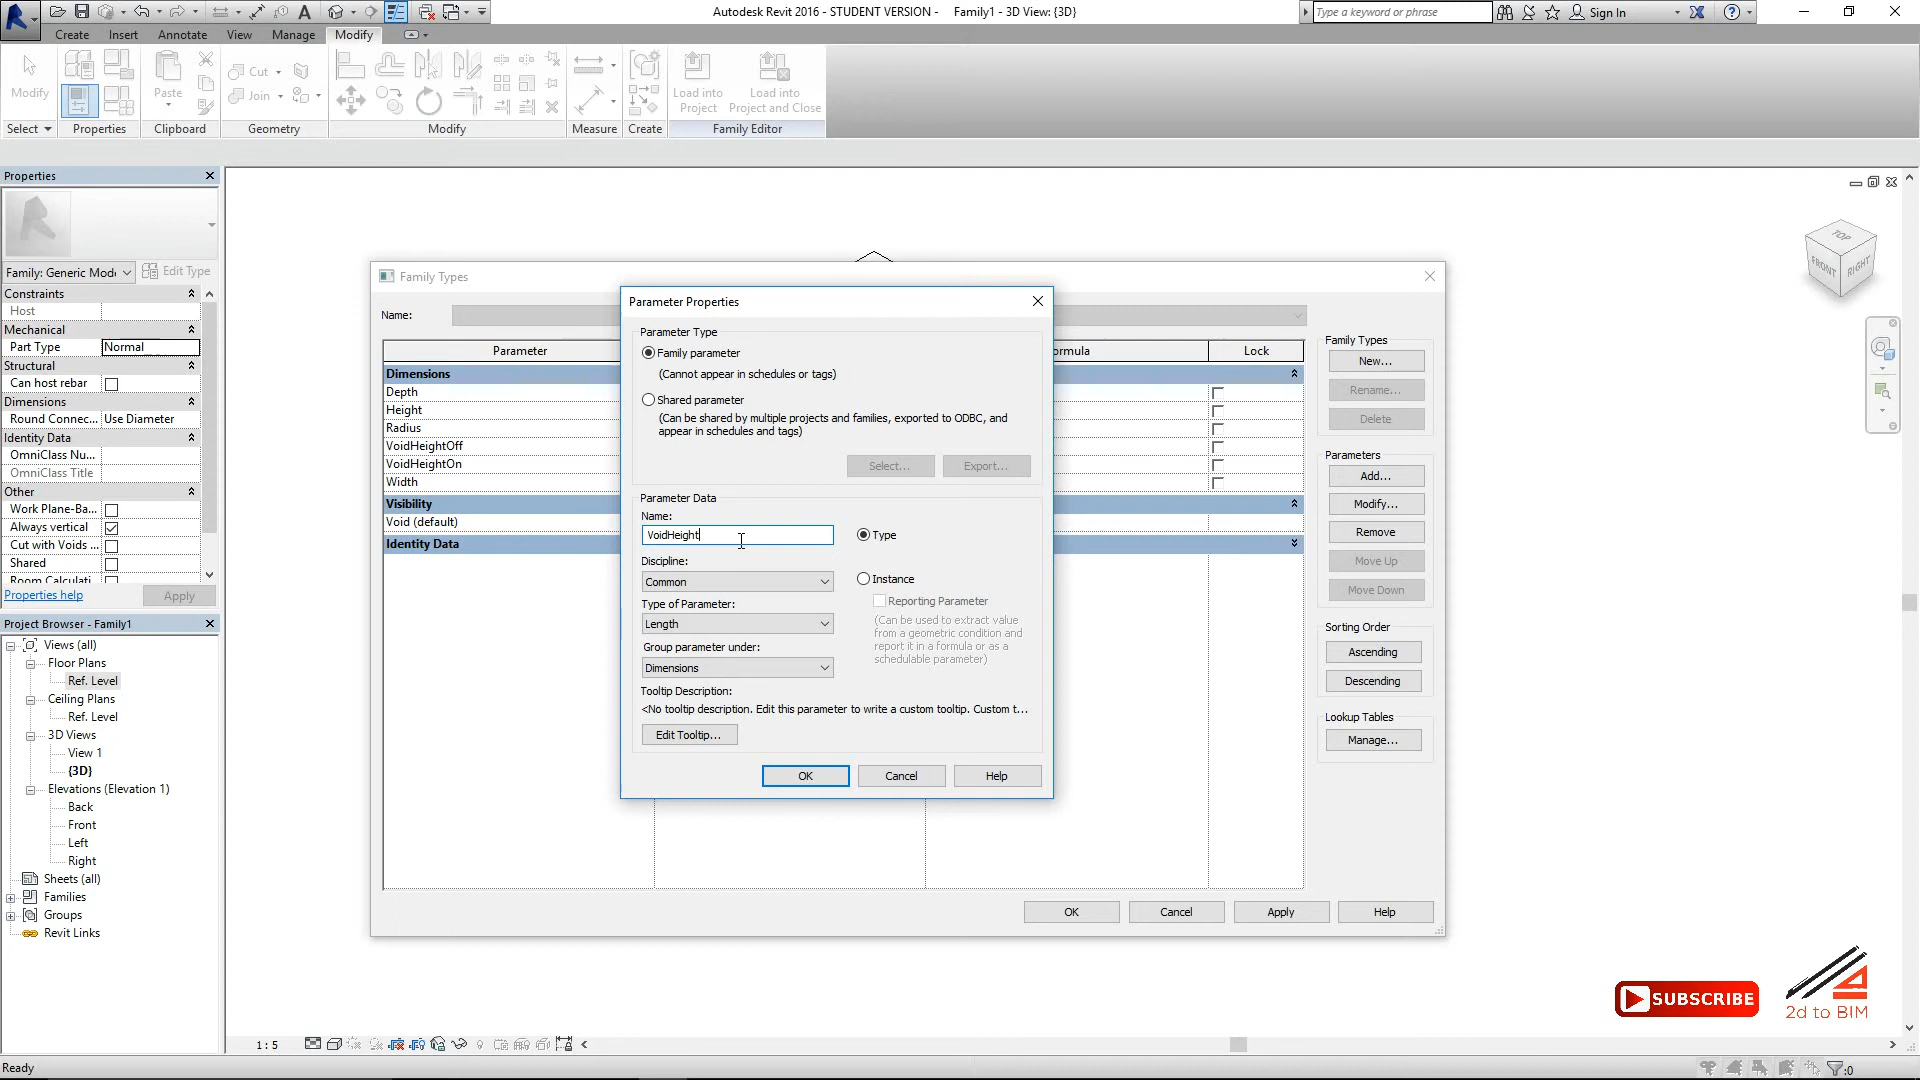 Autodesk Revit 2016 - STUDENT VERSION -    Family1 - 3D View: {3D}
Type a keyword or phrase
Sign In
Create Insert Annotate View Manage Modify
Modify
Paste
Cut
Join
Load into Project
Load into Project and Close
Select Properties Clipboard Geometry Modify Measure Create Family Editor
Properties
Family: Generic Mode
Edit Type
Constraints
Host
Mechanical
Part Type Normal
Structural
Can host rebar
Dimensions
Round Connec... Use Diameter
Identity Data
OmniClass Nu...
OmniClass Title
Other
Work Plane-Ba...
Always vertical
Cut with Voids ...
Shared
Room Calculati
Properties help Apply
Project Browser - Family1
Views (all)
Floor Plans
Ref. Level
Ceiling Plans
Ref. Level
3D Views
View 1
{3D}
Elevations (Elevation 1)
Back
Front
Left
Right
Sheets (all)
Families
Groups
Revit Links
TOP
FRONT
RIGHT
Family Types
Name:
Parameter
ormula
Lock
Dimensions
Depth
Height
Radius
VoidHeightOff
VoidHeightOn
Width
Visibility
Void (default)
Identity Data
Family Types
New...
Rename...
Delete
Parameters
Add...
Modify...
Remove
Move Up
Move Down
Sorting Order
Ascending
Descending
Lookup Tables
Manage...
OK Cancel Apply Help
Parameter Properties
Parameter Type
Family parameter
(Cannot appear in schedules or tags)
Shared parameter
(Can be shared by multiple projects and families, exported to ODBC, and
appear in schedules and tags)
Select... Export...
Parameter Data
Name:
VoidHeight
Type
Discipline:
Common
Instance
Reporting Parameter
(Can be used to extract value
from a geometric condition and
report it in a formula or as a
schedulable parameter)
Type of Parameter:
Length
Group parameter under:
Dimensions
Tooltip Description:
<No tooltip description. Edit this parameter to write a custom tooltip. Custom t...
Edit Tooltip...
OK Cancel Help
SUBSCRIBE
2d to BIM
1 : 5
Ready
:0